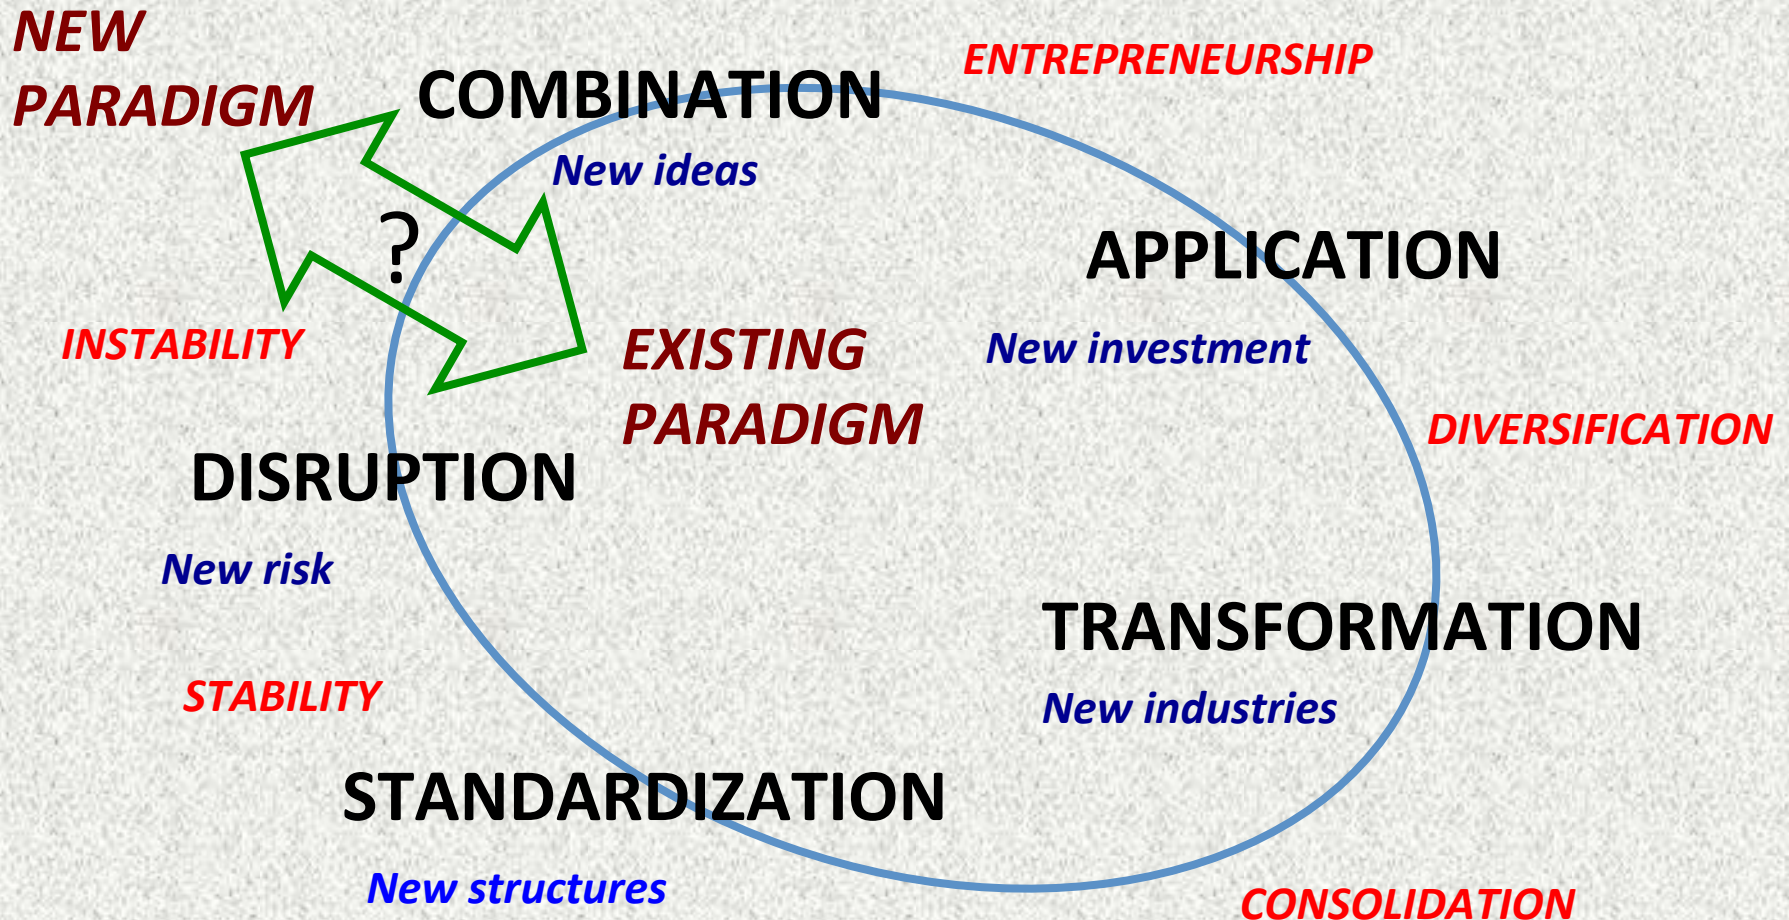 NEW
PARADIGM
COMBINATION
ENTREPRENEURSHIP
New ideas
?
APPLICATION
INSTABILITY
EXISTING
PARADIGM
New investment
DIVERSIFICATION
DISRUPTION
New risk
TRANSFORMATION
STABILITY
New industries
STANDARDIZATION
New structures
CONSOLIDATION